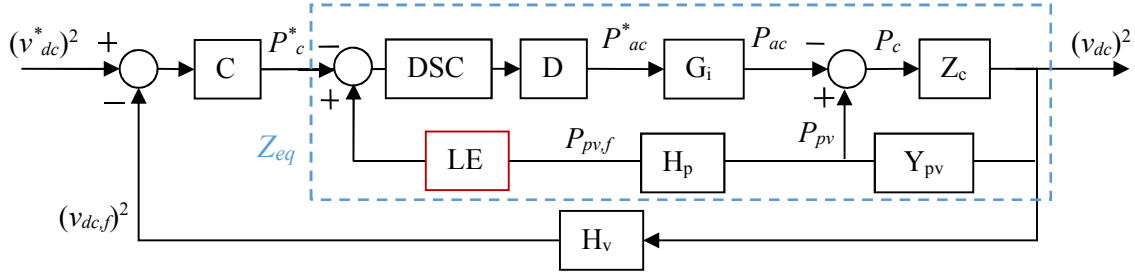 (v*dc)² + − C P*c − + DSC D P*ac Gi Pac − + Pc Zc (vdc)²
Zeq LE Ppv,f Hp Ppv Ypv
(vdc,f)² Hv